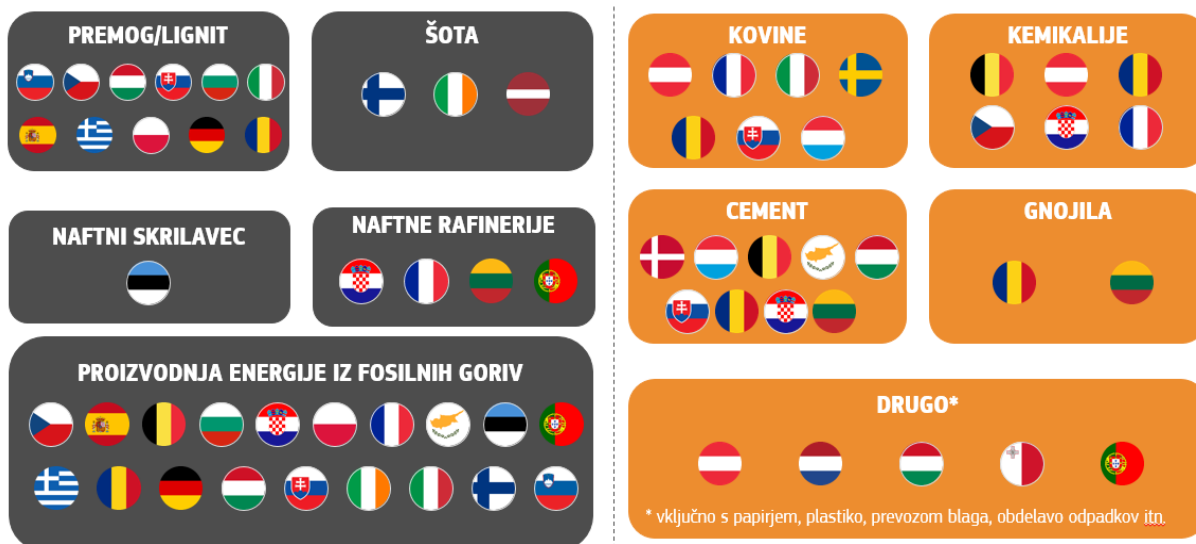 PREMOG/LIGNIT
ŠOTA
NAFTNI SKRILAVEC
NAFTNE RAFINERIJE
PROIZVODNJA ENERGIJE IZ FOSILNIH GORIV
KOVINE
KEMIKALIJE
CEMENT
GNOJILA
DRUGO*
* vključno s papirjem, plastiko, prevozom blaga, obdelavo odpadkov itn.